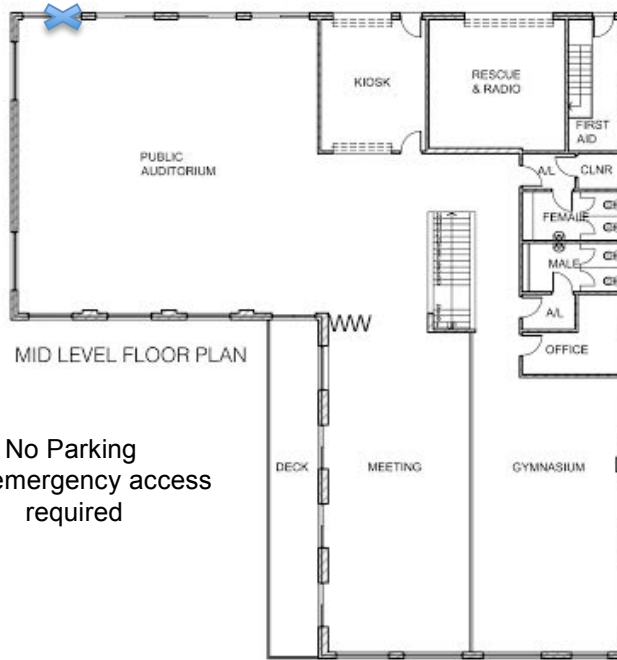 KIOSK
RESCUE
& RADIO
FIRST
AID
PUBLIC
AUDITORIUM
A/L
CLNR
FEMALE
MALE
A/L
OFFICE
MID LEVEL FLOOR PLAN
No Parking
emergency access
required
DECK
MEETING
GYMNASIUM